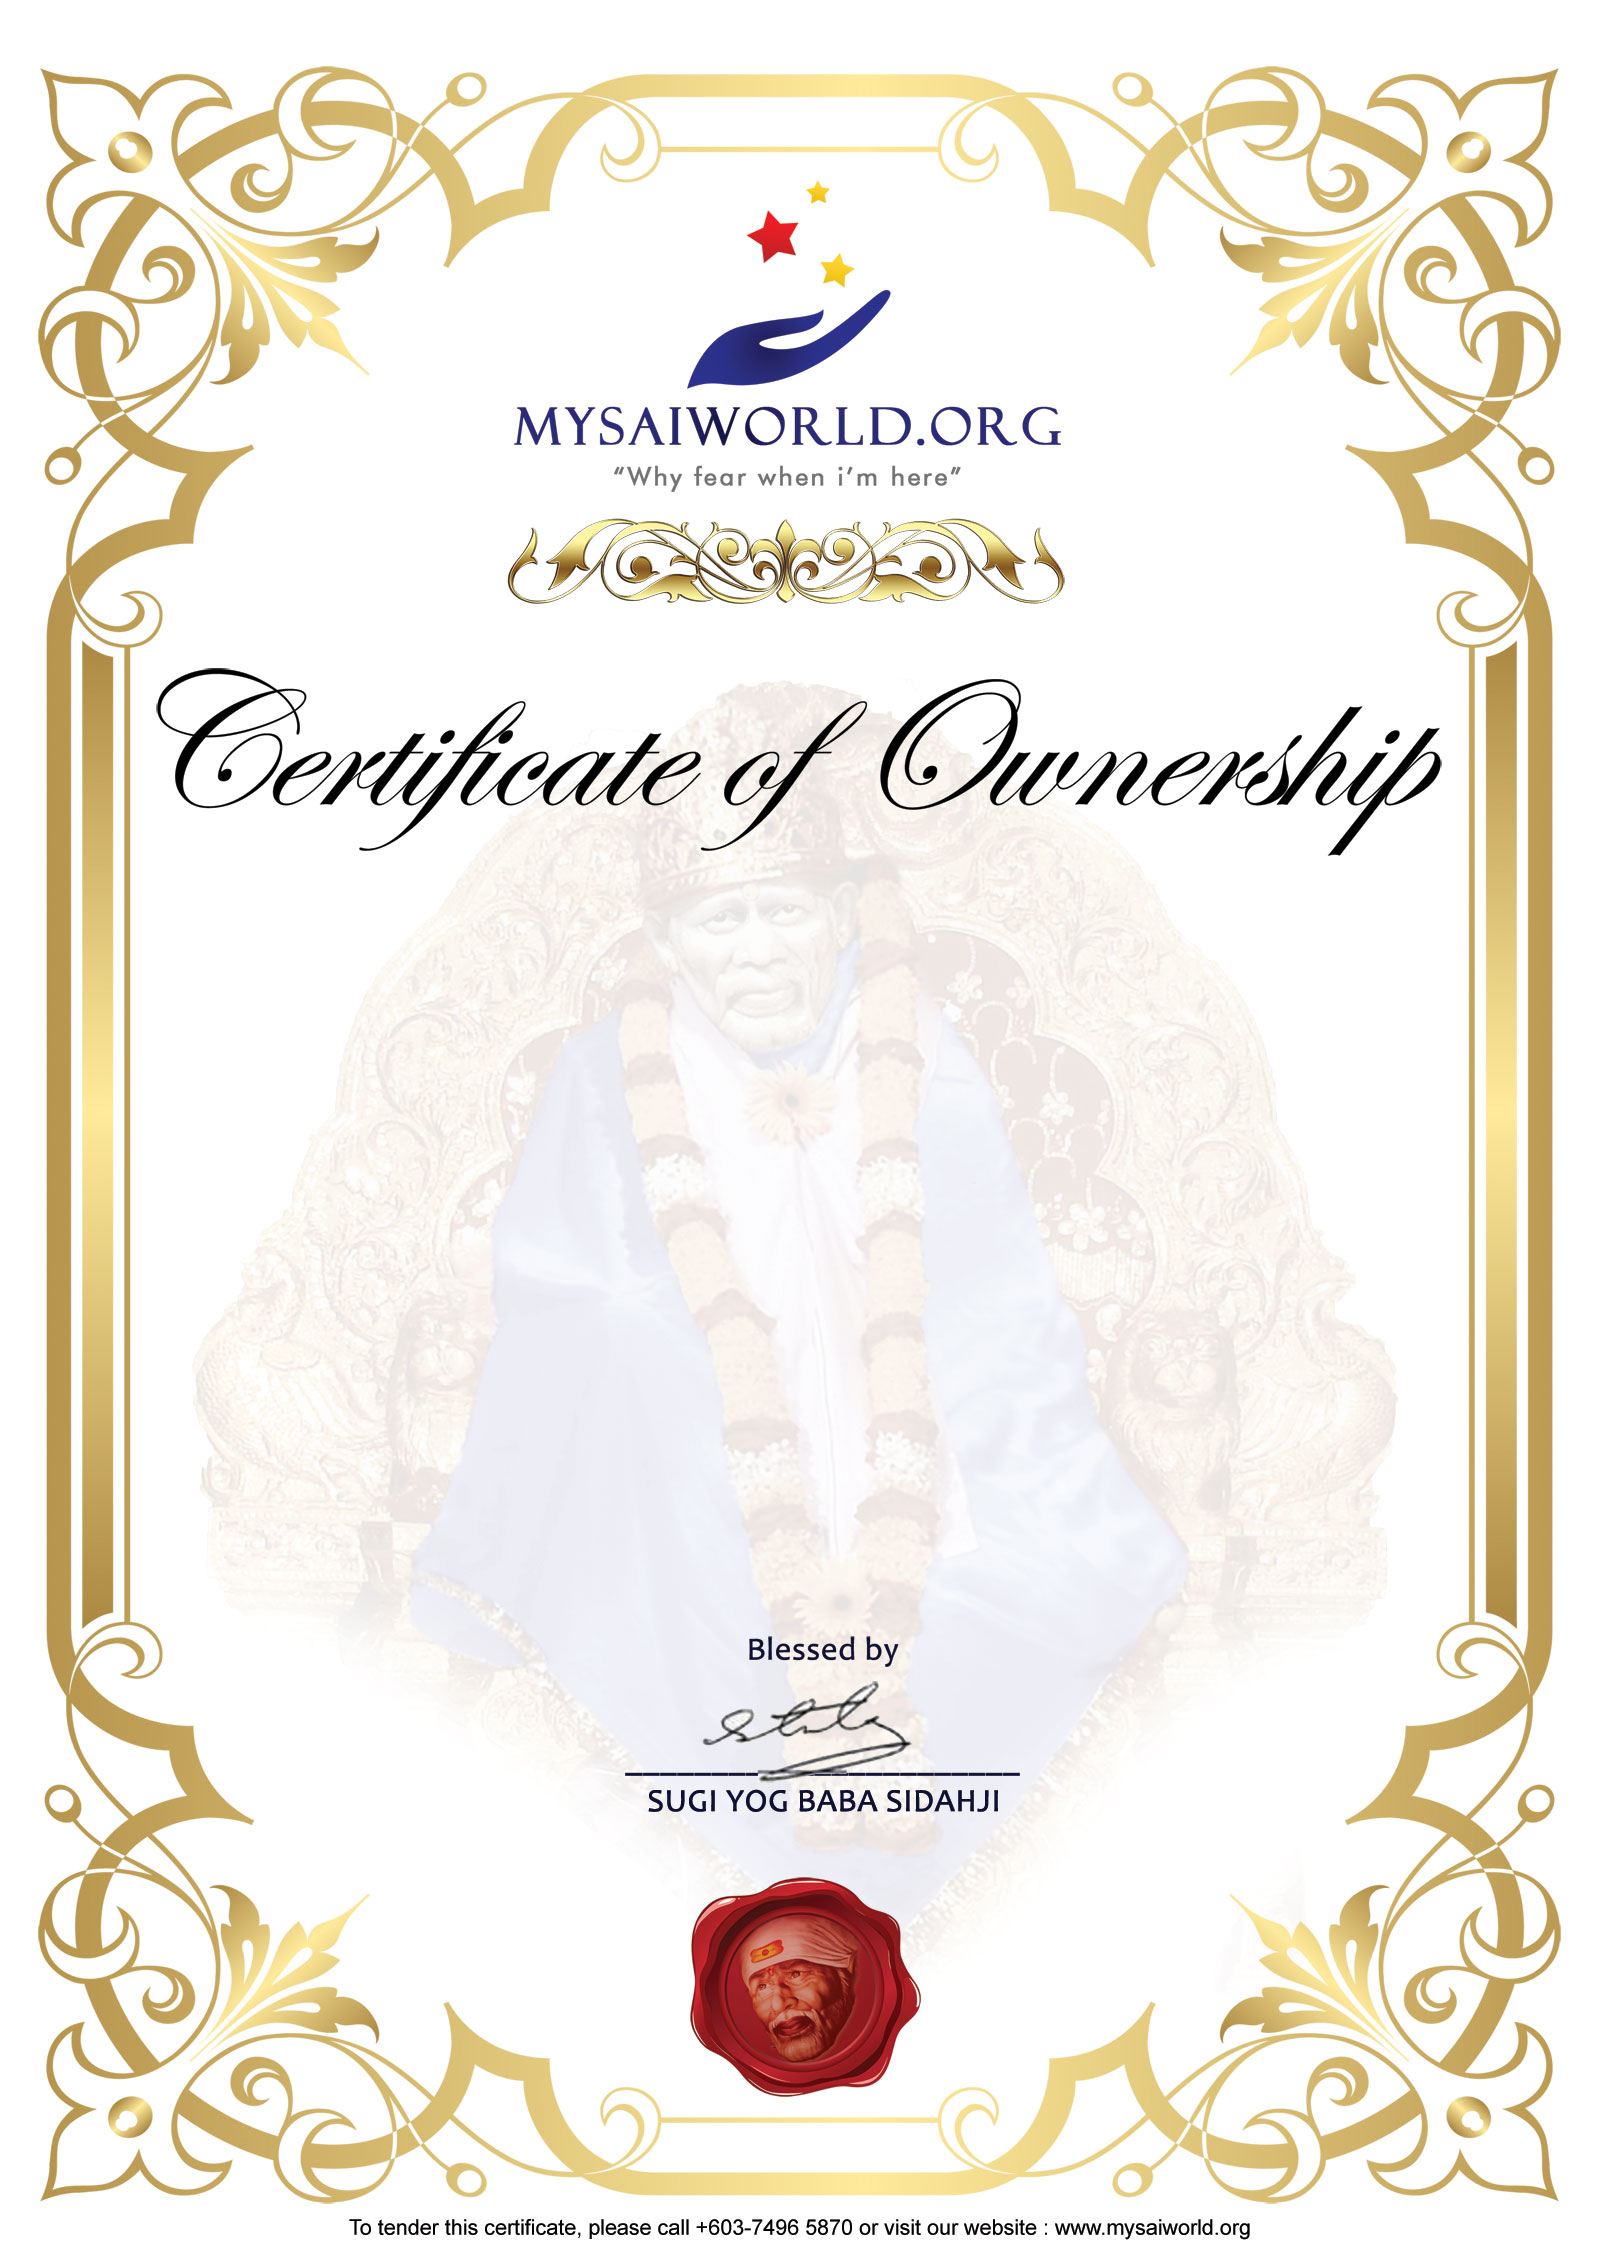 MYSAIWORLD.ORG
“Why fear when i’m here”
Certificate of Ownership
Blessed by
SUGI YOG BABA SIDAHJI
To tender this certificate, please call +603-7496 5870 or visit our website : www.mysaiworld.org